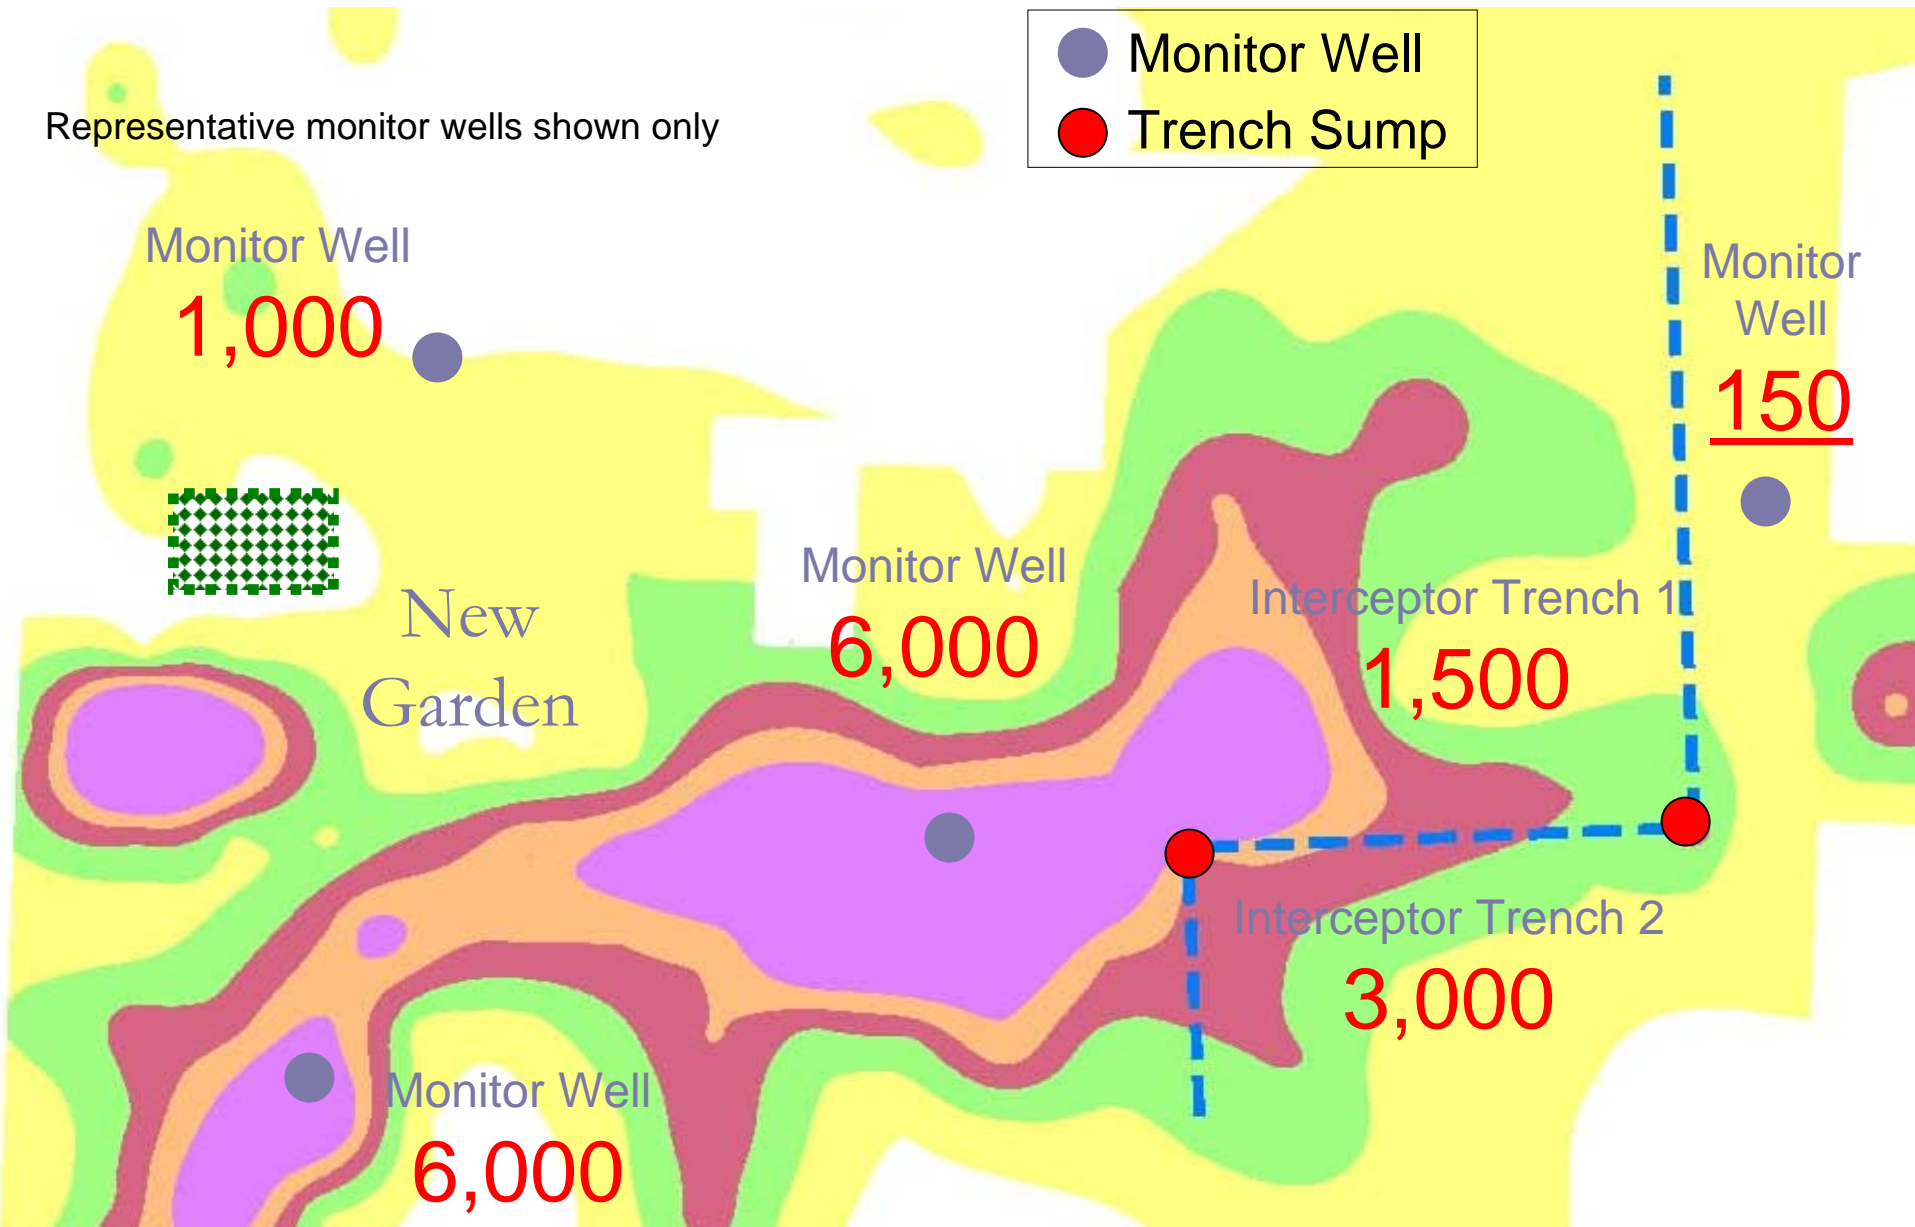 Monitor Well
Trench Sump
Representative monitor wells shown only
Monitor Well
1,000
Monitor
Well
150
Monitor Well
6,000
Interceptor Trench 1
1,500
New
Garden
Interceptor Trench 2
3,000
Monitor Well
6,000